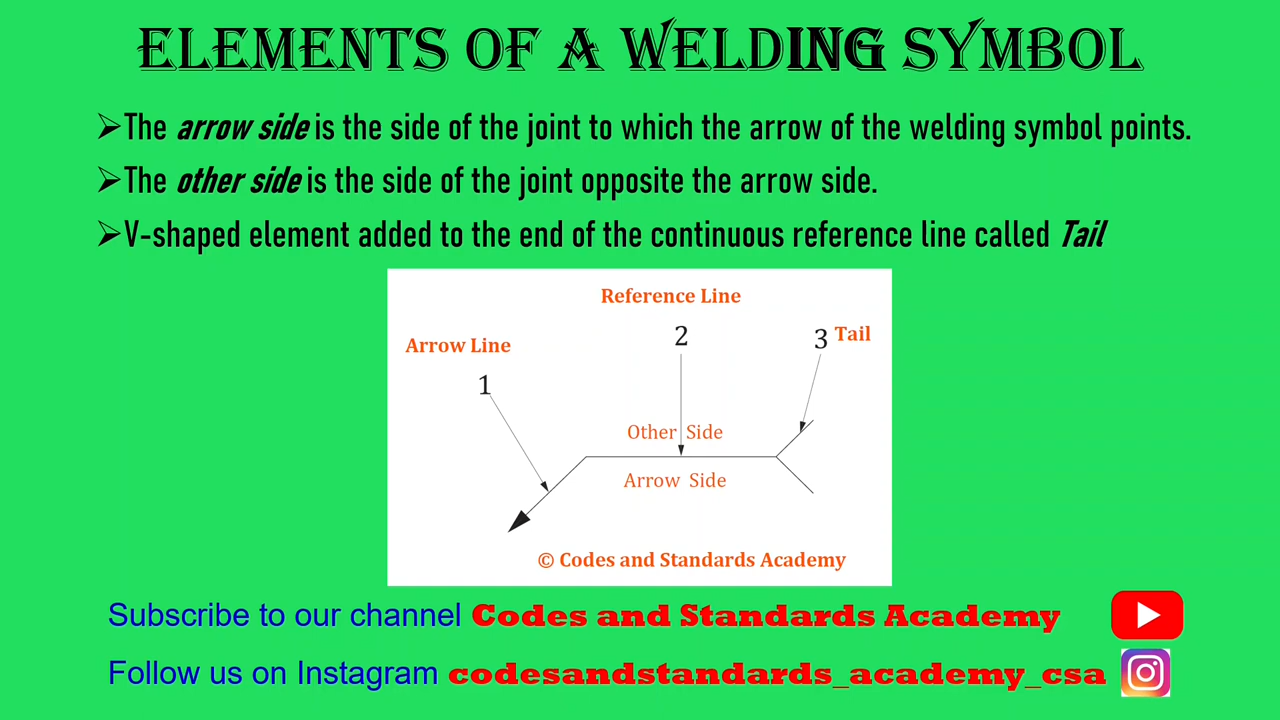 ELEMENTS OF A WELDING SYMBOL
➢The arrow side is the side of the joint to which the arrow of the welding symbol points.
➢The other side is the side of the joint opposite the arrow side.
➢V-shaped element added to the end of the continuous reference line called Tail
Reference Line
2
3 Tail
Arrow Line
1
Other Side
Arrow Side
© Codes and Standards Academy
Subscribe to our channel Codes and Standards Academy
Follow us on Instagram codesandstandards_academy_csa